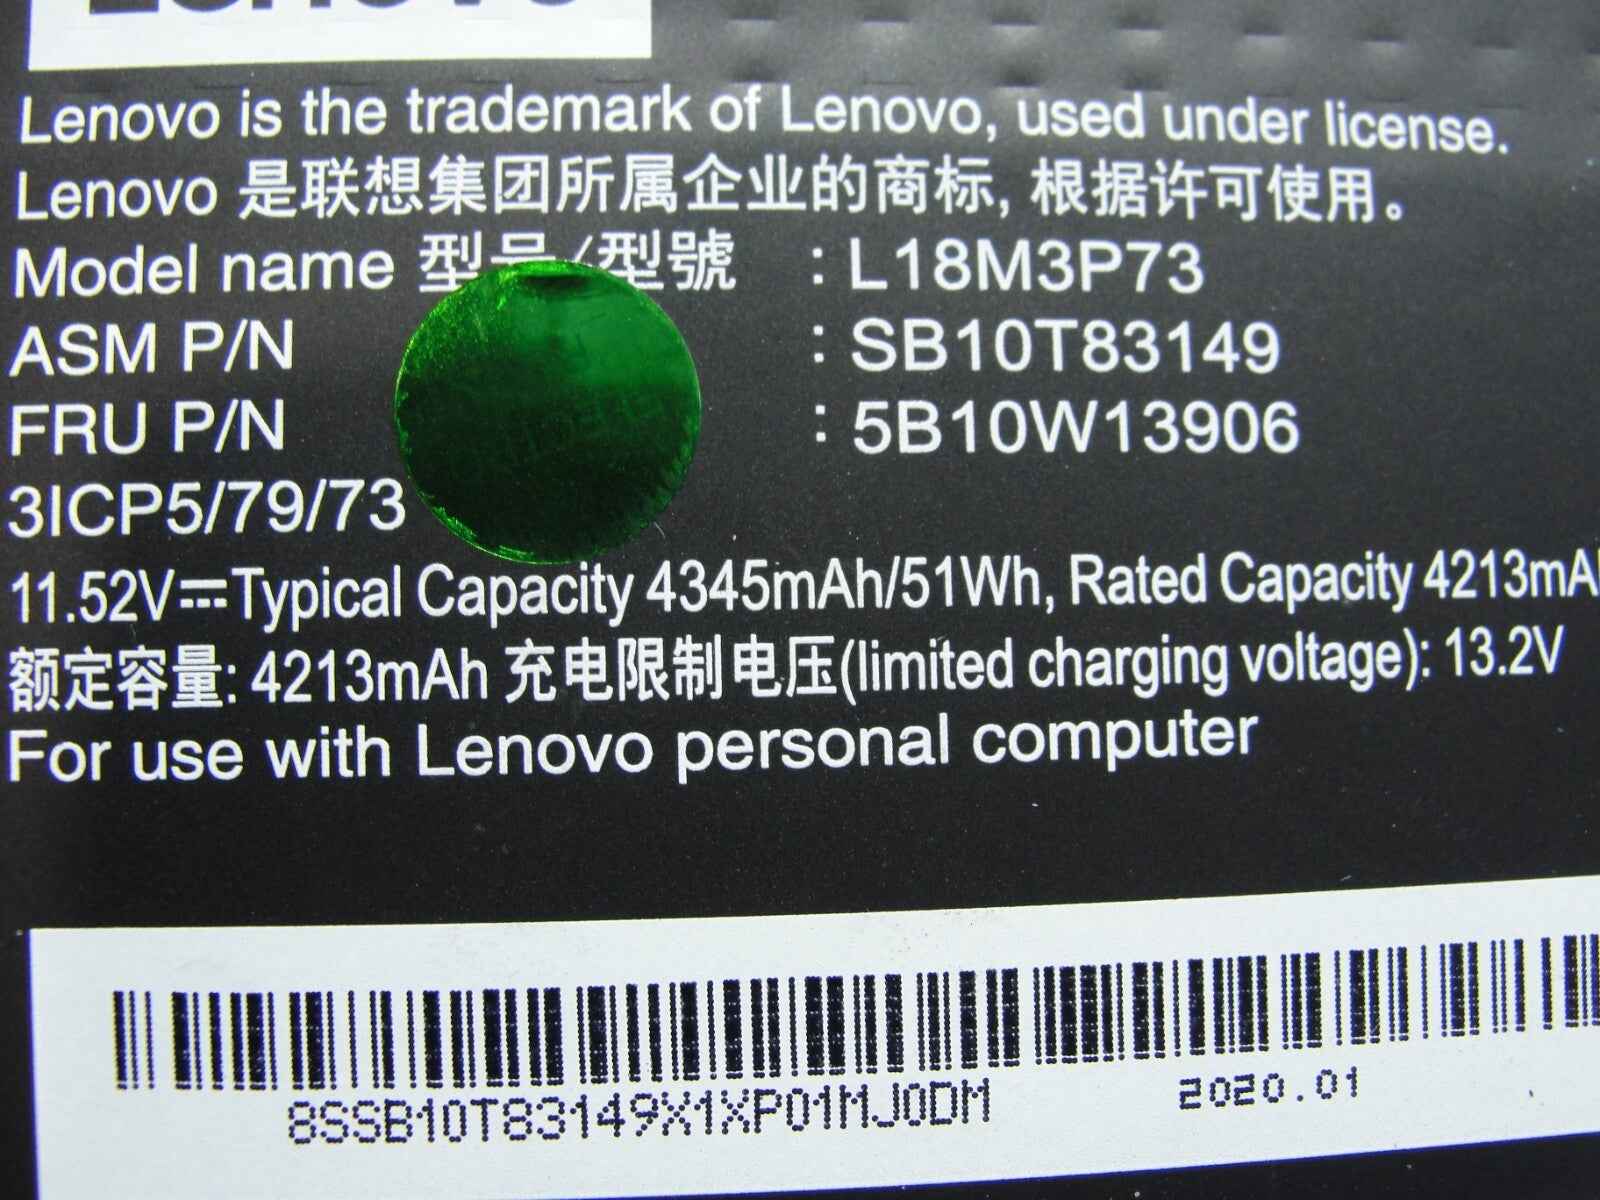 Lenovo
Lenovo is the trademark of Lenovo, used under license.
Lenovo 是联想集团所属企业的商标, 根据许可使用。
Model name 型号/型號 : L18M3P73
ASM P/N : SB10T83149
FRU P/N : 5B10W13906
3ICP5/79/73
11.52V⎓Typical Capacity 4345mAh/51Wh, Rated Capacity 4213mA
额定容量: 4213mAh 充电限制电压(limited charging voltage): 13.2V
For use with Lenovo personal computer
8SSB10T83149X1XP01MJ0DM 2020.01